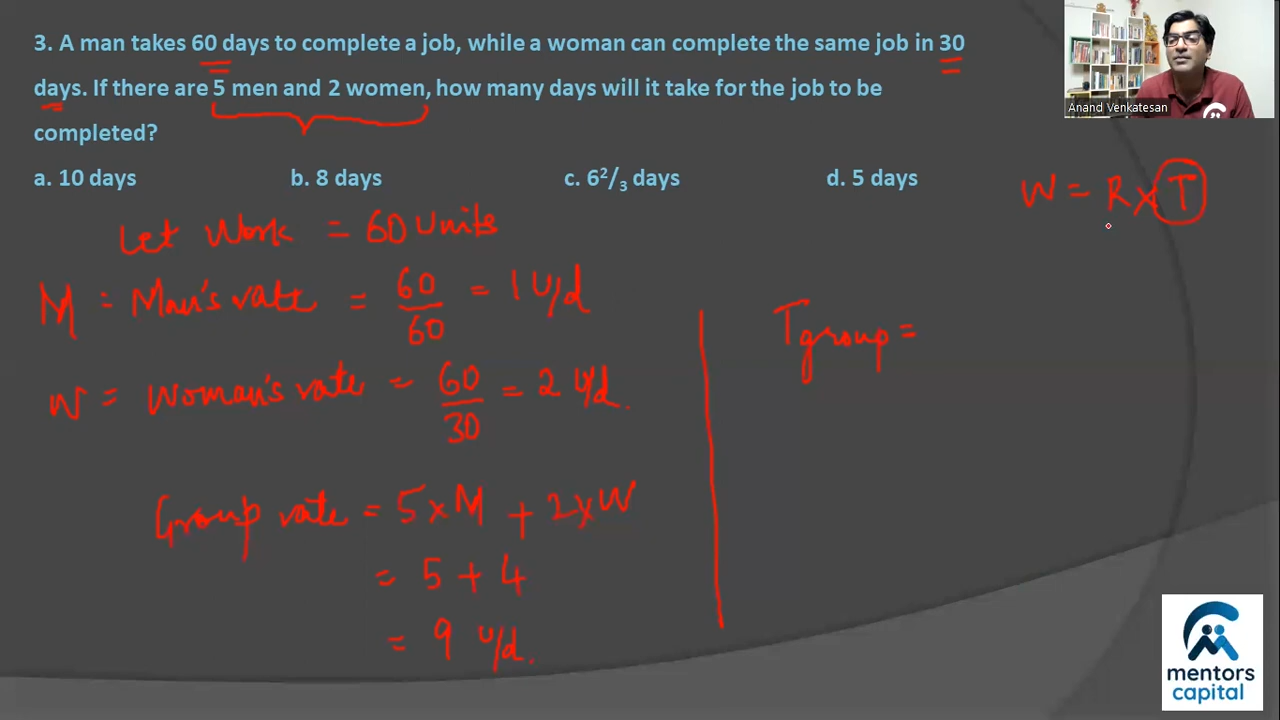 3. A man takes 60 days to complete a job, while a woman can complete the same job in 30
days. If there are 5 men and 2 women, how many days will it take for the job to be
completed?
a. 10 days b. 8 days c. 6²/₃ days d. 5 days
Anand Venkatesan
W = R x T
Let Work = 60 Units
M = Man's rate = 60/60 = 1 U/d
W = Woman's rate = 60/30 = 2 U/d.
Group rate = 5 x M + 2 x W
= 5 + 4
= 9 U/d.
Tgroup =
mentors
capital